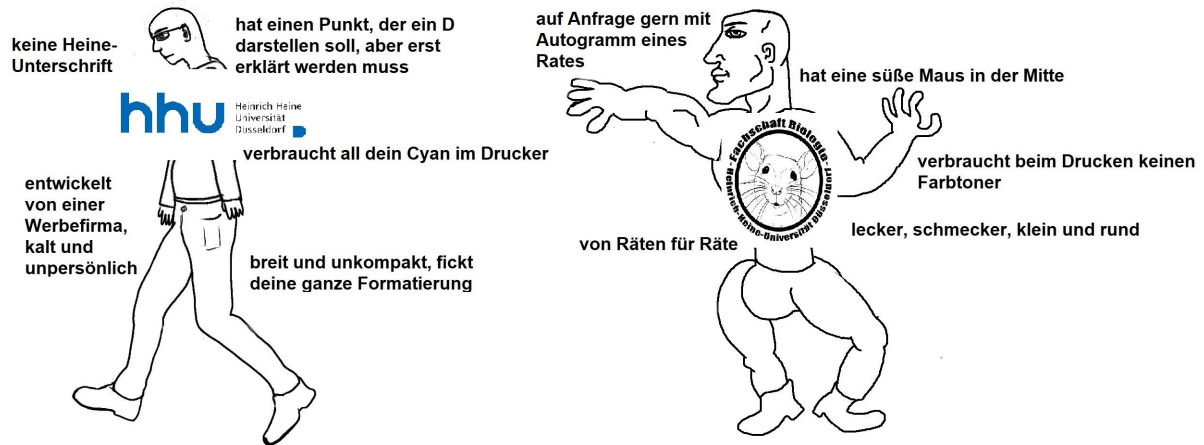 keine Heine-
Unterschrift
hat einen Punkt, der ein D
darstellen soll, aber erst
erklärt werden muss
hhu
Heinrich Heine
Universität
Düsseldorf
verbraucht all dein Cyan im Drucker
entwickelt
von einer
Werbefirma,
kalt und
unpersönlich
breit und unkompakt, fickt
deine ganze Formatierung
auf Anfrage gern mit
Autogramm eines
Rates
hat eine süße Maus in der Mitte
-Fachschaft Biologie-
Heinrich-Heine-Universität Düsseldorf
verbraucht beim Drucken keinen
Farbtoner
von Räten für Räte
lecker, schmecker, klein und rund